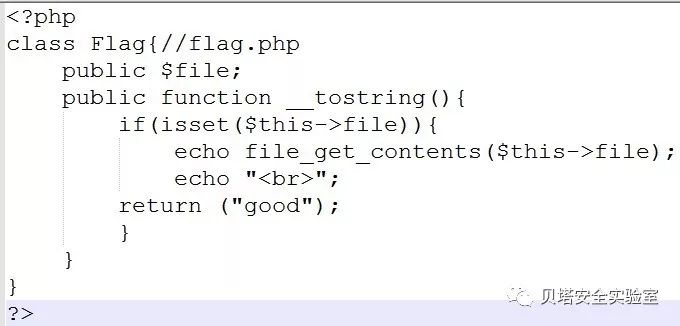 <?php
class Flag{//flag.php
    public $file;
    public function __tostring(){
        if(isset($this->file)){
            echo file_get_contents($this->file);
            echo "<br>";
        return ("good");
        }
    }
}
?>
贝塔安全实验室